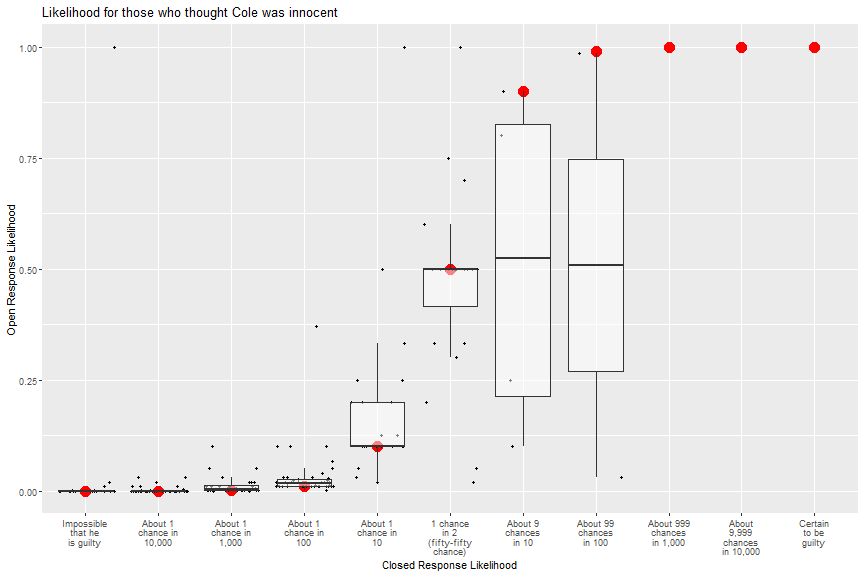 Likelihood for those who thought Cole was innocent
Open Response Likelihood
1.00
0.75
0.50
0.25
0.00
Impossible
that he
is guilty
About 1
chance in
10,000
About 1
chance in
1,000
About 1
chance in
100
About 1
chance in
10
1 chance
in 2
(fifty-fifty
chance)
About 9
chances
in 10
About 99
chances
in 100
About 999
chances
in 1,000
About
9,999
chances
in 10,000
Certain
to be
guilty
Closed Response Likelihood